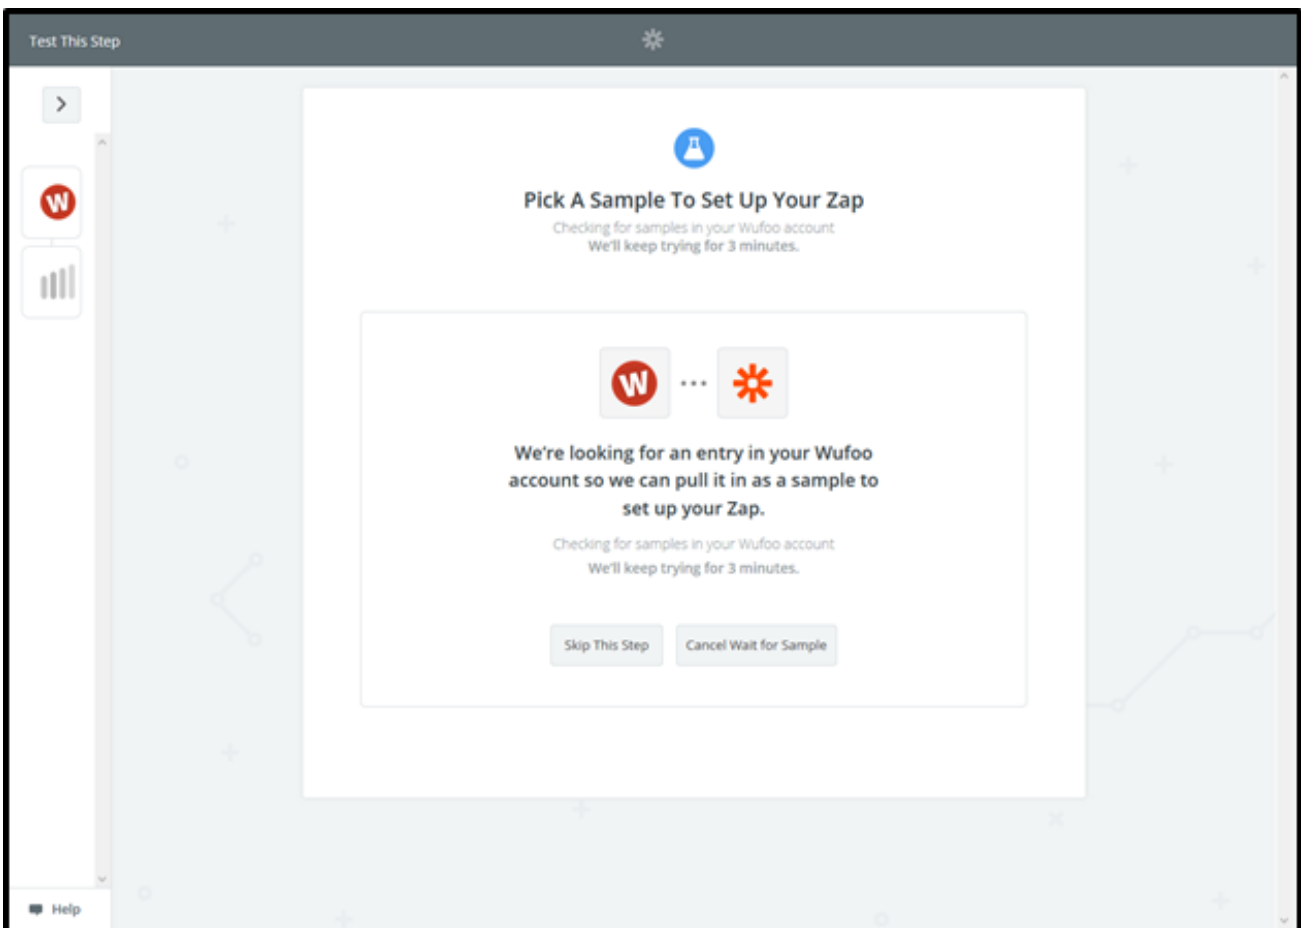 Test This Step
Pick A Sample To Set Up Your Zap
Checking for samples in your Wufoo account
We'll keep trying for 3 minutes.
W
W
We're looking for an entry in your Wufoo
account so we can pull it in as a sample to
set up your Zap.
Checking for samples in your Wufoo account
We'll keep trying for 3 minutes.
Skip This Step
Cancel Wait for Sample
Help